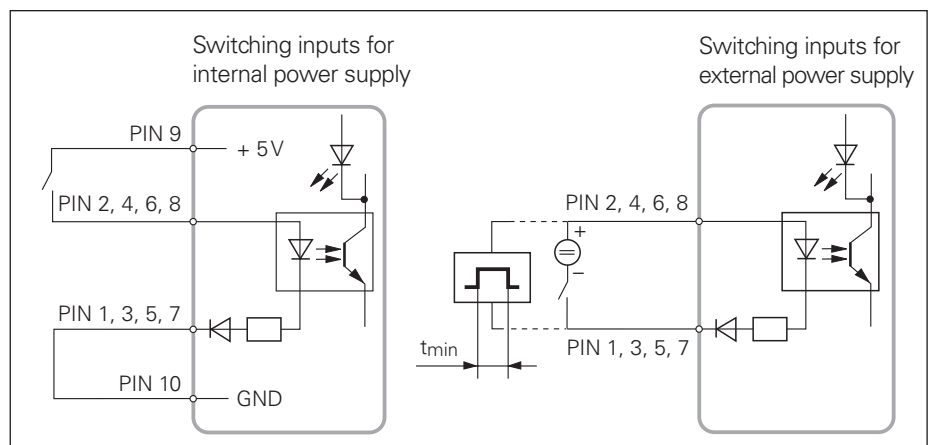 Switching inputs for
internal power supply
PIN 9
+ 5V
PIN 2, 4, 6, 8
PIN 1, 3, 5, 7
PIN 10
GND
Switching inputs for
external power supply
PIN 2, 4, 6, 8
+
−
PIN 1, 3, 5, 7
tmin